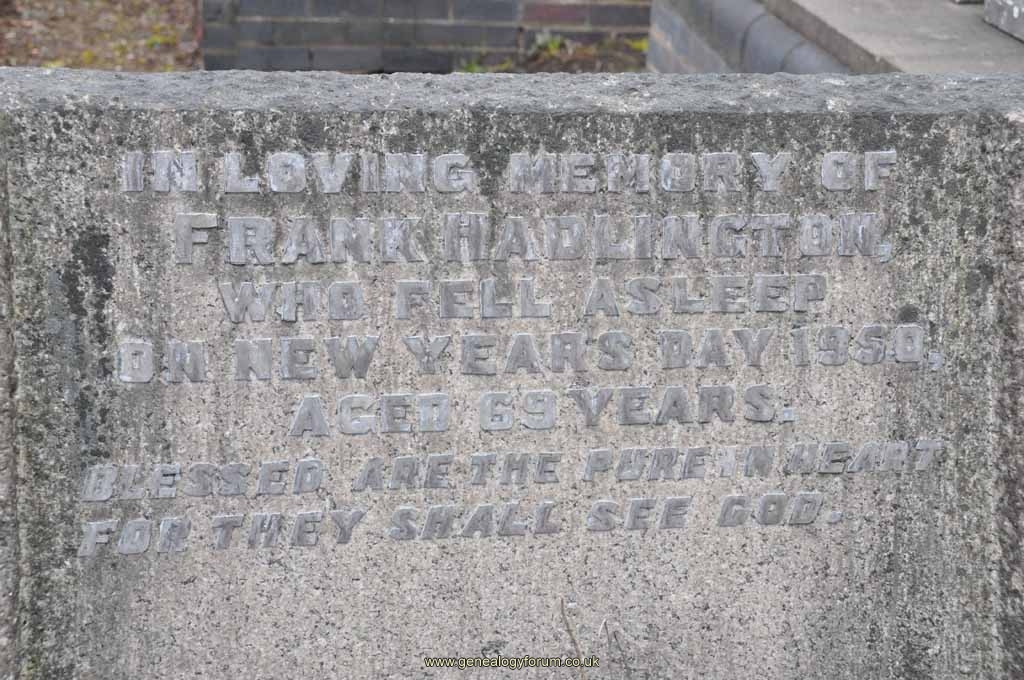 IN LOVING MEMORY OF
FRANK HADLINGTON,
WHO FELL ASLEEP
ON NEW YEARS DAY 1950,
AGED 69 YEARS.
BLESSED ARE THE PURE IN HEART
FOR THEY SHALL SEE GOD.
www.genealogyforum.co.uk